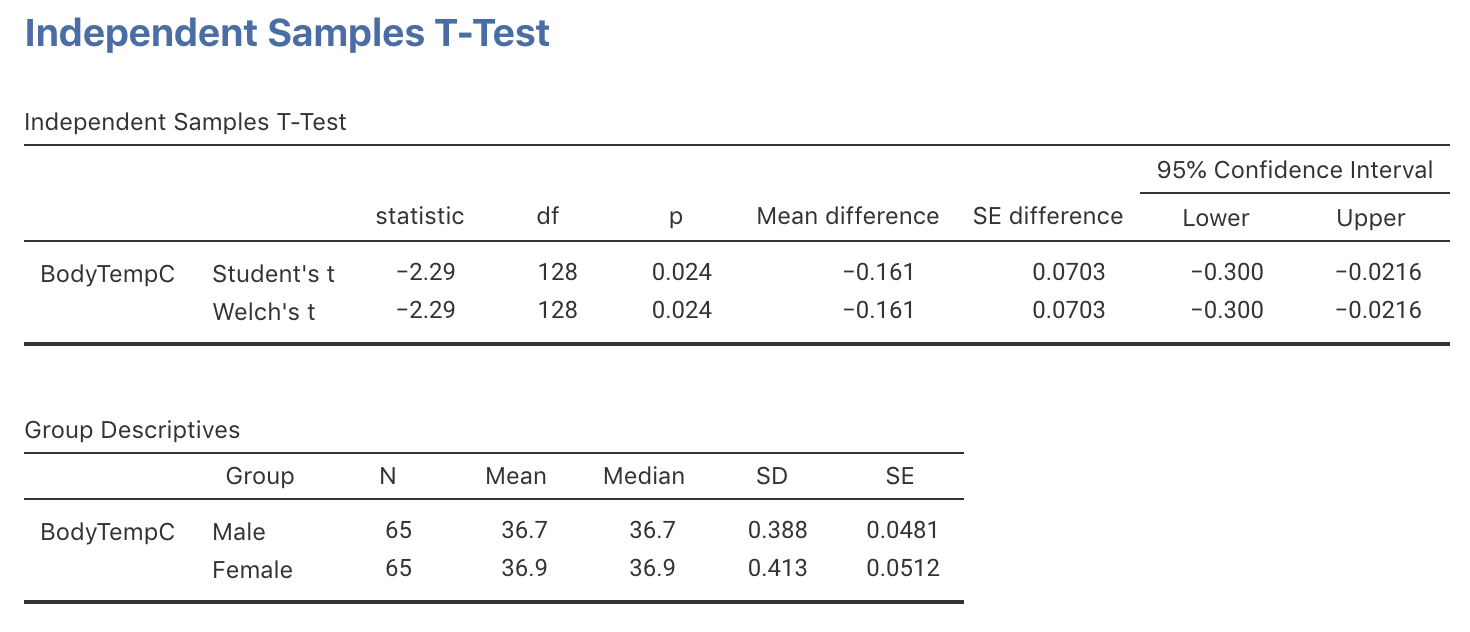 Independent Samples T-Test
Independent Samples T-Test
95% Confidence Interval
statistic df p Mean difference SE difference Lower Upper
BodyTempC Student's t −2.29 128 0.024 −0.161 0.0703 −0.300 −0.0216
Welch's t −2.29 128 0.024 −0.161 0.0703 −0.300 −0.0216
Group Descriptives
Group N Mean Median SD SE
BodyTempC Male 65 36.7 36.7 0.388 0.0481
Female 65 36.9 36.9 0.413 0.0512